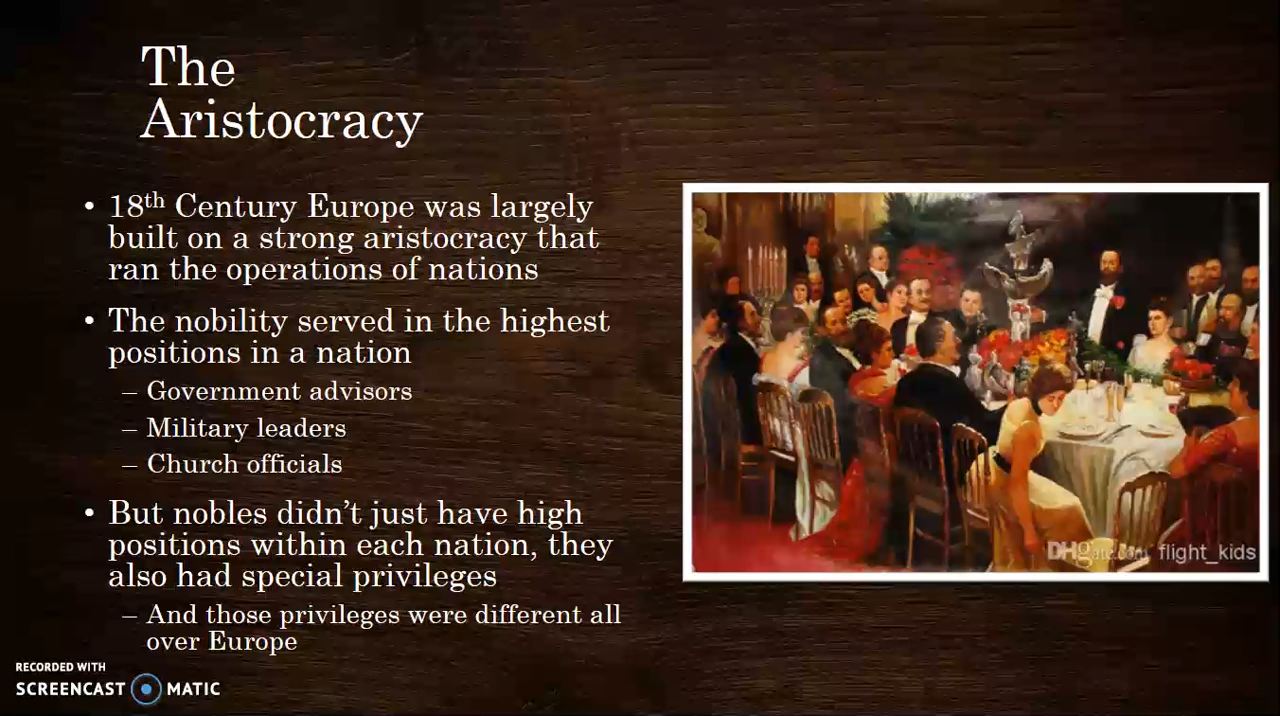 The
Aristocracy
• 18th Century Europe was largely
built on a strong aristocracy that
ran the operations of nations
• The nobility served in the highest
positions in a nation
– Government advisors
– Military leaders
– Church officials
• But nobles didn’t just have high
positions within each nation, they
also had special privileges
– And those privileges were different all
over Europe
DHgate.com flight_kids
RECORDED WITH
SCREENCAST MATIC